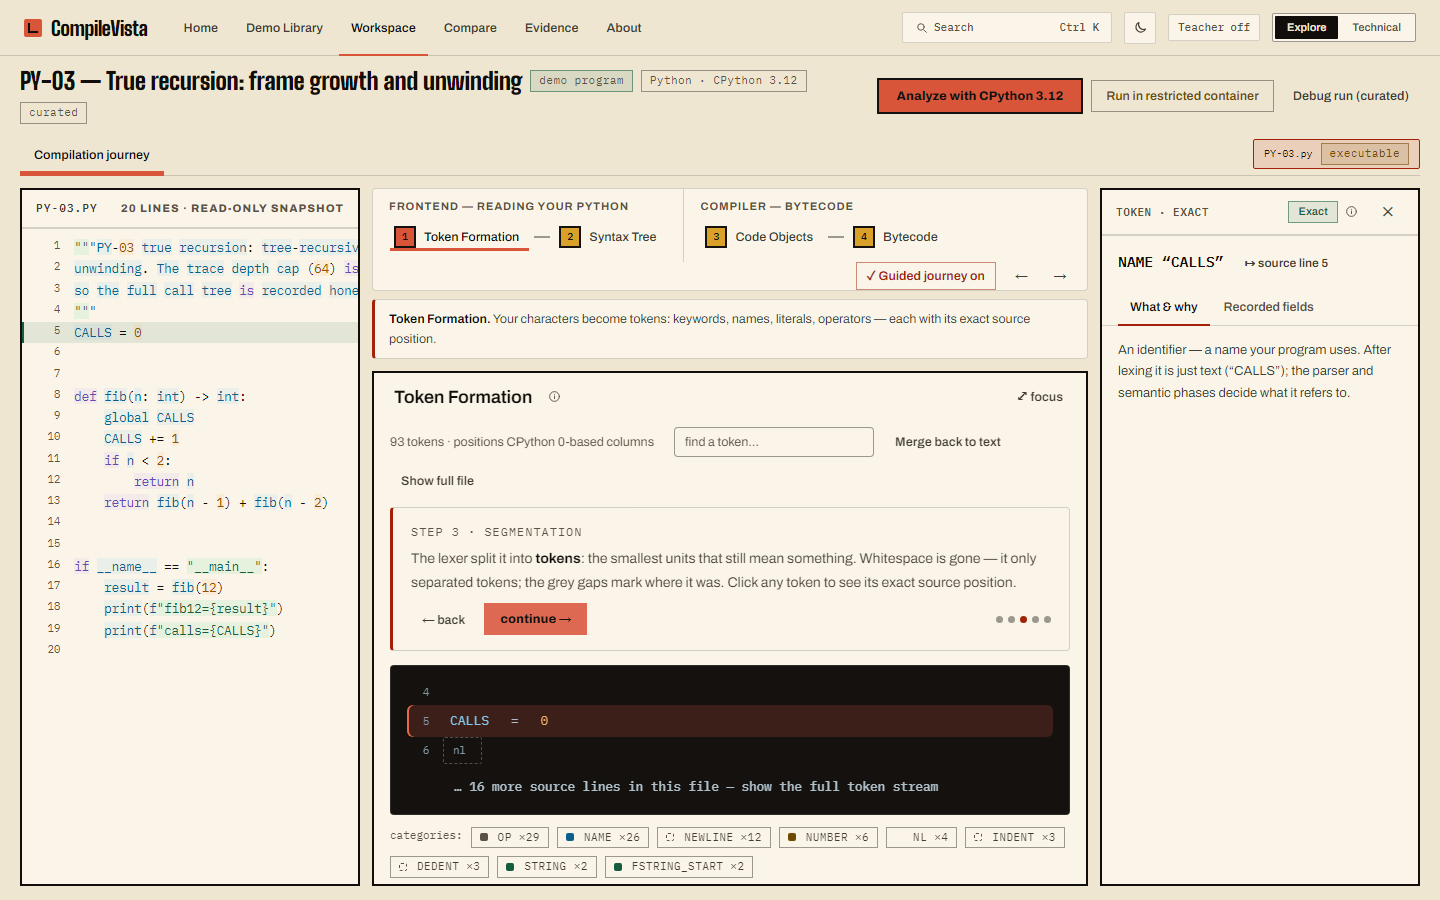 CompileVista
Home
Demo Library
Workspace
Compare
Evidence
About
Search
Ctrl K
Teacher off
Explore
Technical
PY-03 — True recursion: frame growth and unwinding
demo program
Python · CPython 3.12
curated
Analyze with CPython 3.12
Run in restricted container
Debug run (curated)
Compilation journey
PY-03.py
executable
PY-03.PY
20 LINES · READ-ONLY SNAPSHOT
1 """PY-03 true recursion: tree-recursiv
2 unwinding. The trace depth cap (64) is
3 so the full call tree is recorded hone
4 """
5 CALLS = 0
6
7
8 def fib(n: int) -> int:
9 global CALLS
10 CALLS += 1
11 if n < 2:
12 return n
13 return fib(n - 1) + fib(n - 2)
14
15
16 if __name__ == "__main__":
17 result = fib(12)
18 print(f"fib12={result}")
19 print(f"calls={CALLS}")
20
FRONTEND — READING YOUR PYTHON
1 Token Formation — 2 Syntax Tree
COMPILER — BYTECODE
3 Code Objects — 4 Bytecode
✓ Guided journey on
←
→
Token Formation. Your characters become tokens: keywords, names, literals, operators — each with its exact source
position.
Token Formation
⤢ focus
93 tokens · positions CPython 0-based columns
find a token...
Merge back to text
Show full file
STEP 3 · SEGMENTATION
The lexer split it into tokens: the smallest units that still mean something. Whitespace is gone — it only
separated tokens; the grey gaps mark where it was. Click any token to see its exact source position.
← back
continue →
4
5 CALLS = 0
6 nl
… 16 more source lines in this file — show the full token stream
categories:
OP ×29
NAME ×26
NEWLINE ×12
NUMBER ×6
NL ×4
INDENT ×3
DEDENT ×3
STRING ×2
FSTRING_START ×2
TOKEN · EXACT
Exact
NAME “CALLS”
↦ source line 5
What & why
Recorded fields
An identifier — a name your program uses. After
lexing it is just text (“CALLS”); the parser and
semantic phases decide what it refers to.